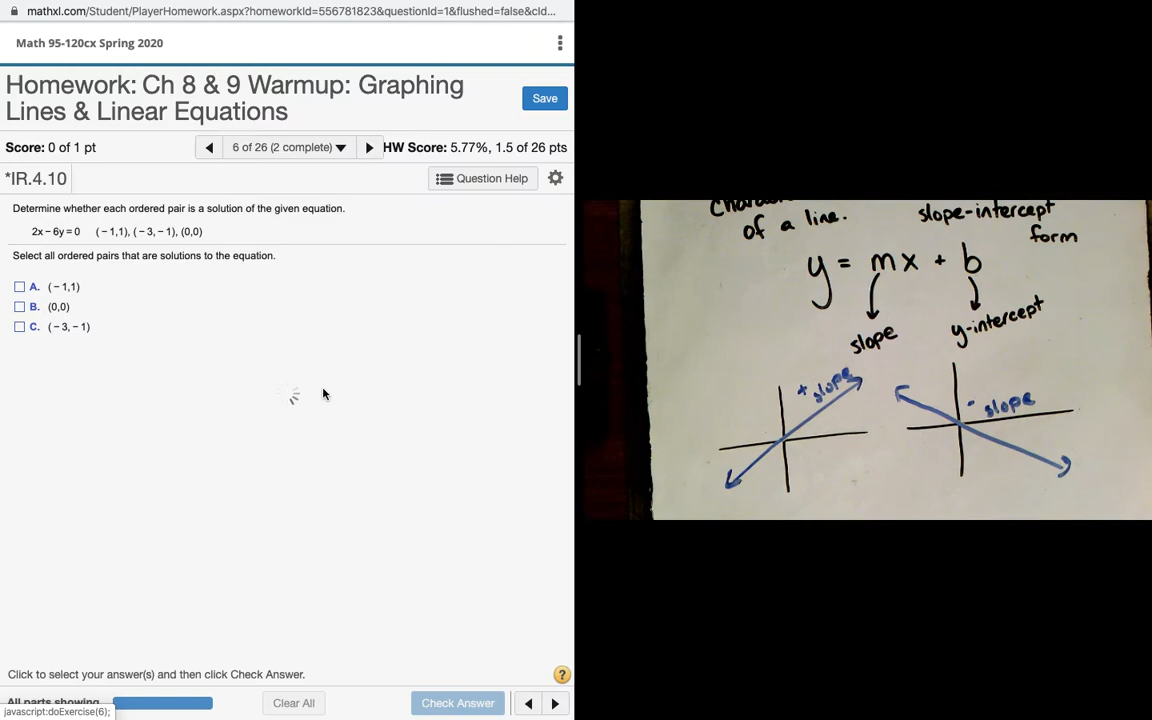 mathxl.com/Student/PlayerHomework.aspx?homeworkId=556781823&questionId=1&flushed=false&cId...
Math 95-120cx Spring 2020
Homework: Ch 8 & 9 Warmup: Graphing
Lines & Linear Equations
Save
Score: 0 of 1 pt
6 of 26 (2 complete)
HW Score: 5.77%, 1.5 of 26 pts
*IR.4.10
Question Help
Determine whether each ordered pair is a solution of the given equation.
2x − 6y = 0 ( − 1,1), ( − 3, − 1), (0,0)
Select all ordered pairs that are solutions to the equation.
A. ( − 1,1)
B. (0,0)
C. ( − 3, − 1)
Click to select your answer(s) and then click Check Answer.
?
All parts showing
Clear All
Check Answer
javascript:doExercise(6);
of a line.
slope-intercept
form
y = mx + b
slope
y-intercept
+ slope
- slope